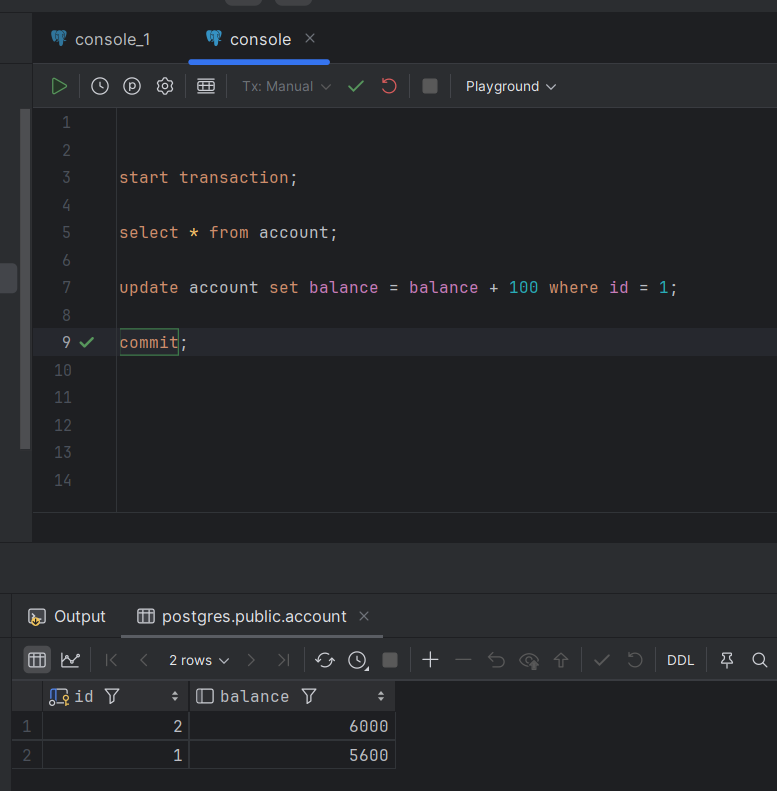 console_1 console
Tx: Manual Playground
1
2
3 start transaction;
4
5 select * from account;
6
7 update account set balance = balance + 100 where id = 1;
8
9 commit;
10
11
12
13
14
Output postgres.public.account
2 rows DDL
id balance
1 2 6000
2 1 5600